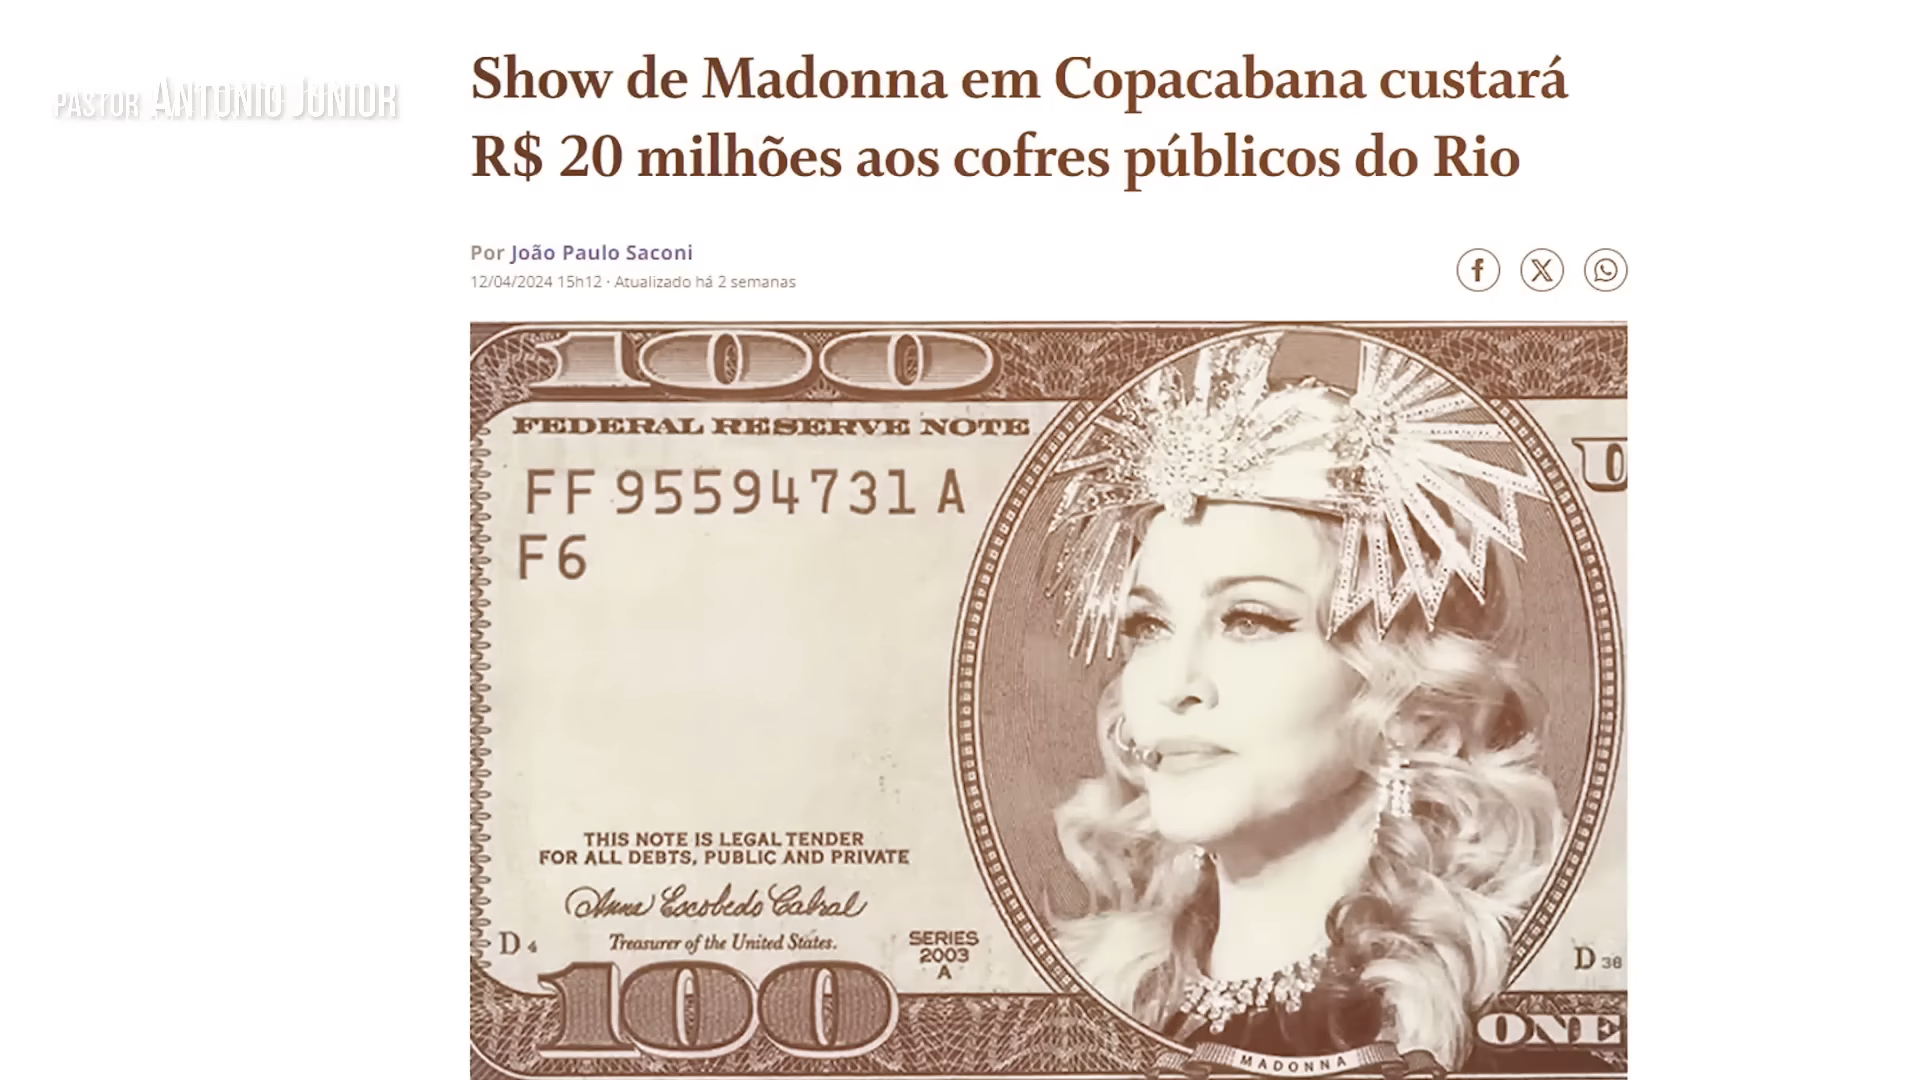 PASTOR ANTONIO JUNIOR
Show de Madonna em Copacabana custará
R$ 20 milhões aos cofres públicos do Rio
Por João Paulo Saconi
12/04/2024 15h12 · Atualizado há 2 semanas
100
FEDERAL RESERVE NOTE
FF 95594731 A
F6
THIS NOTE IS LEGAL TENDER
FOR ALL DEBTS, PUBLIC AND PRIVATE
Anna Escobedo Cabral
D 4
Treasurer of the United States.
SERIES
2003
A
D 38
100
ONE
MADONNA